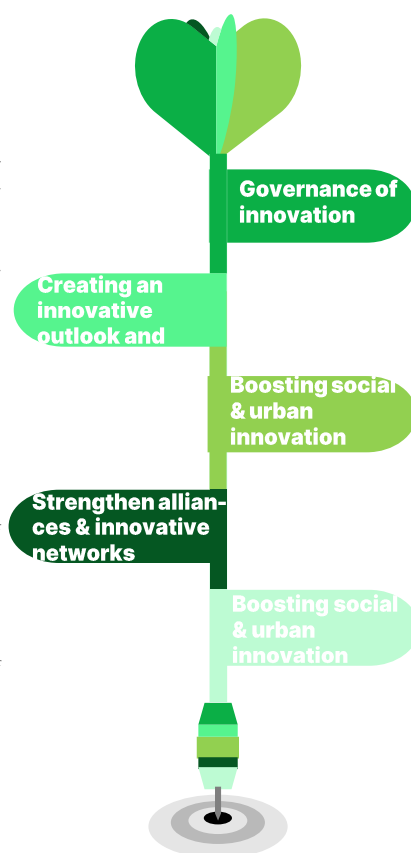 Governance of
innovation
Creating an
innovative
outlook and
Boosting social
& urban
innovation
Strengthen allian-
ces & innovative
networks
Boosting social
& urban
innovation